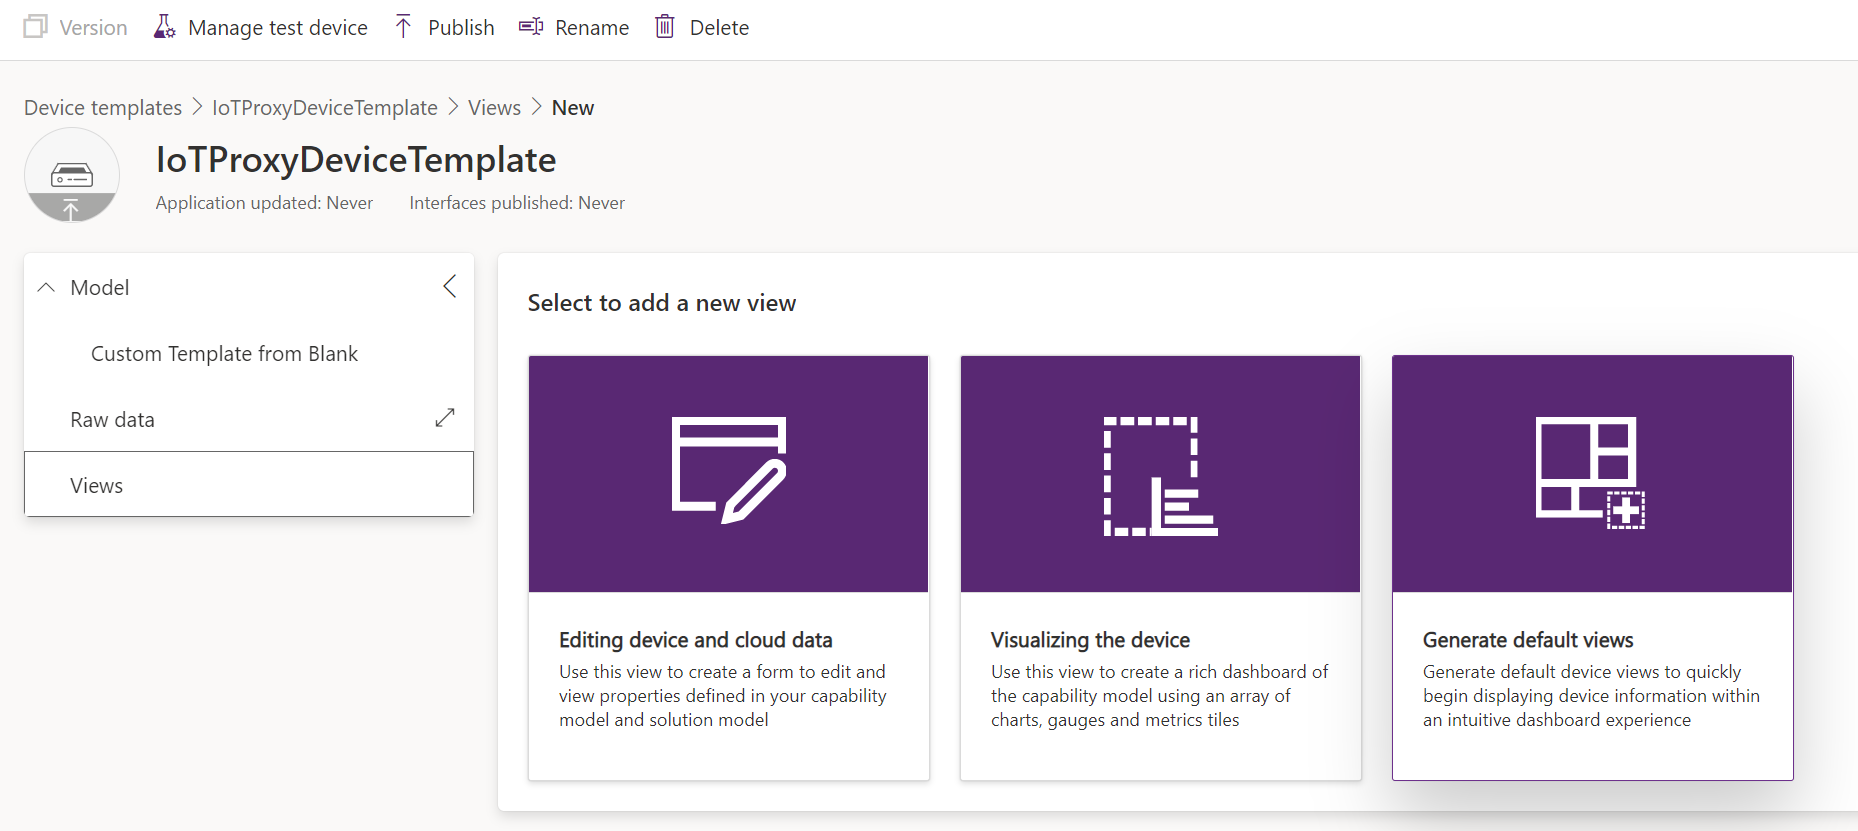 Version Manage test device Publish Rename Delete
Device templates > IoTProxyDeviceTemplate > Views > New
IoTProxyDeviceTemplate
Application updated: Never Interfaces published: Never
Model
Custom Template from Blank
Raw data
Views
Select to add a new view
Editing device and cloud data
Use this view to create a form to edit and
view properties defined in your capability
model and solution model
Visualizing the device
Use this view to create a rich dashboard of
the capability model using an array of
charts, gauges and metrics tiles
Generate default views
Generate default device views to quickly
begin displaying device information within
an intuitive dashboard experience